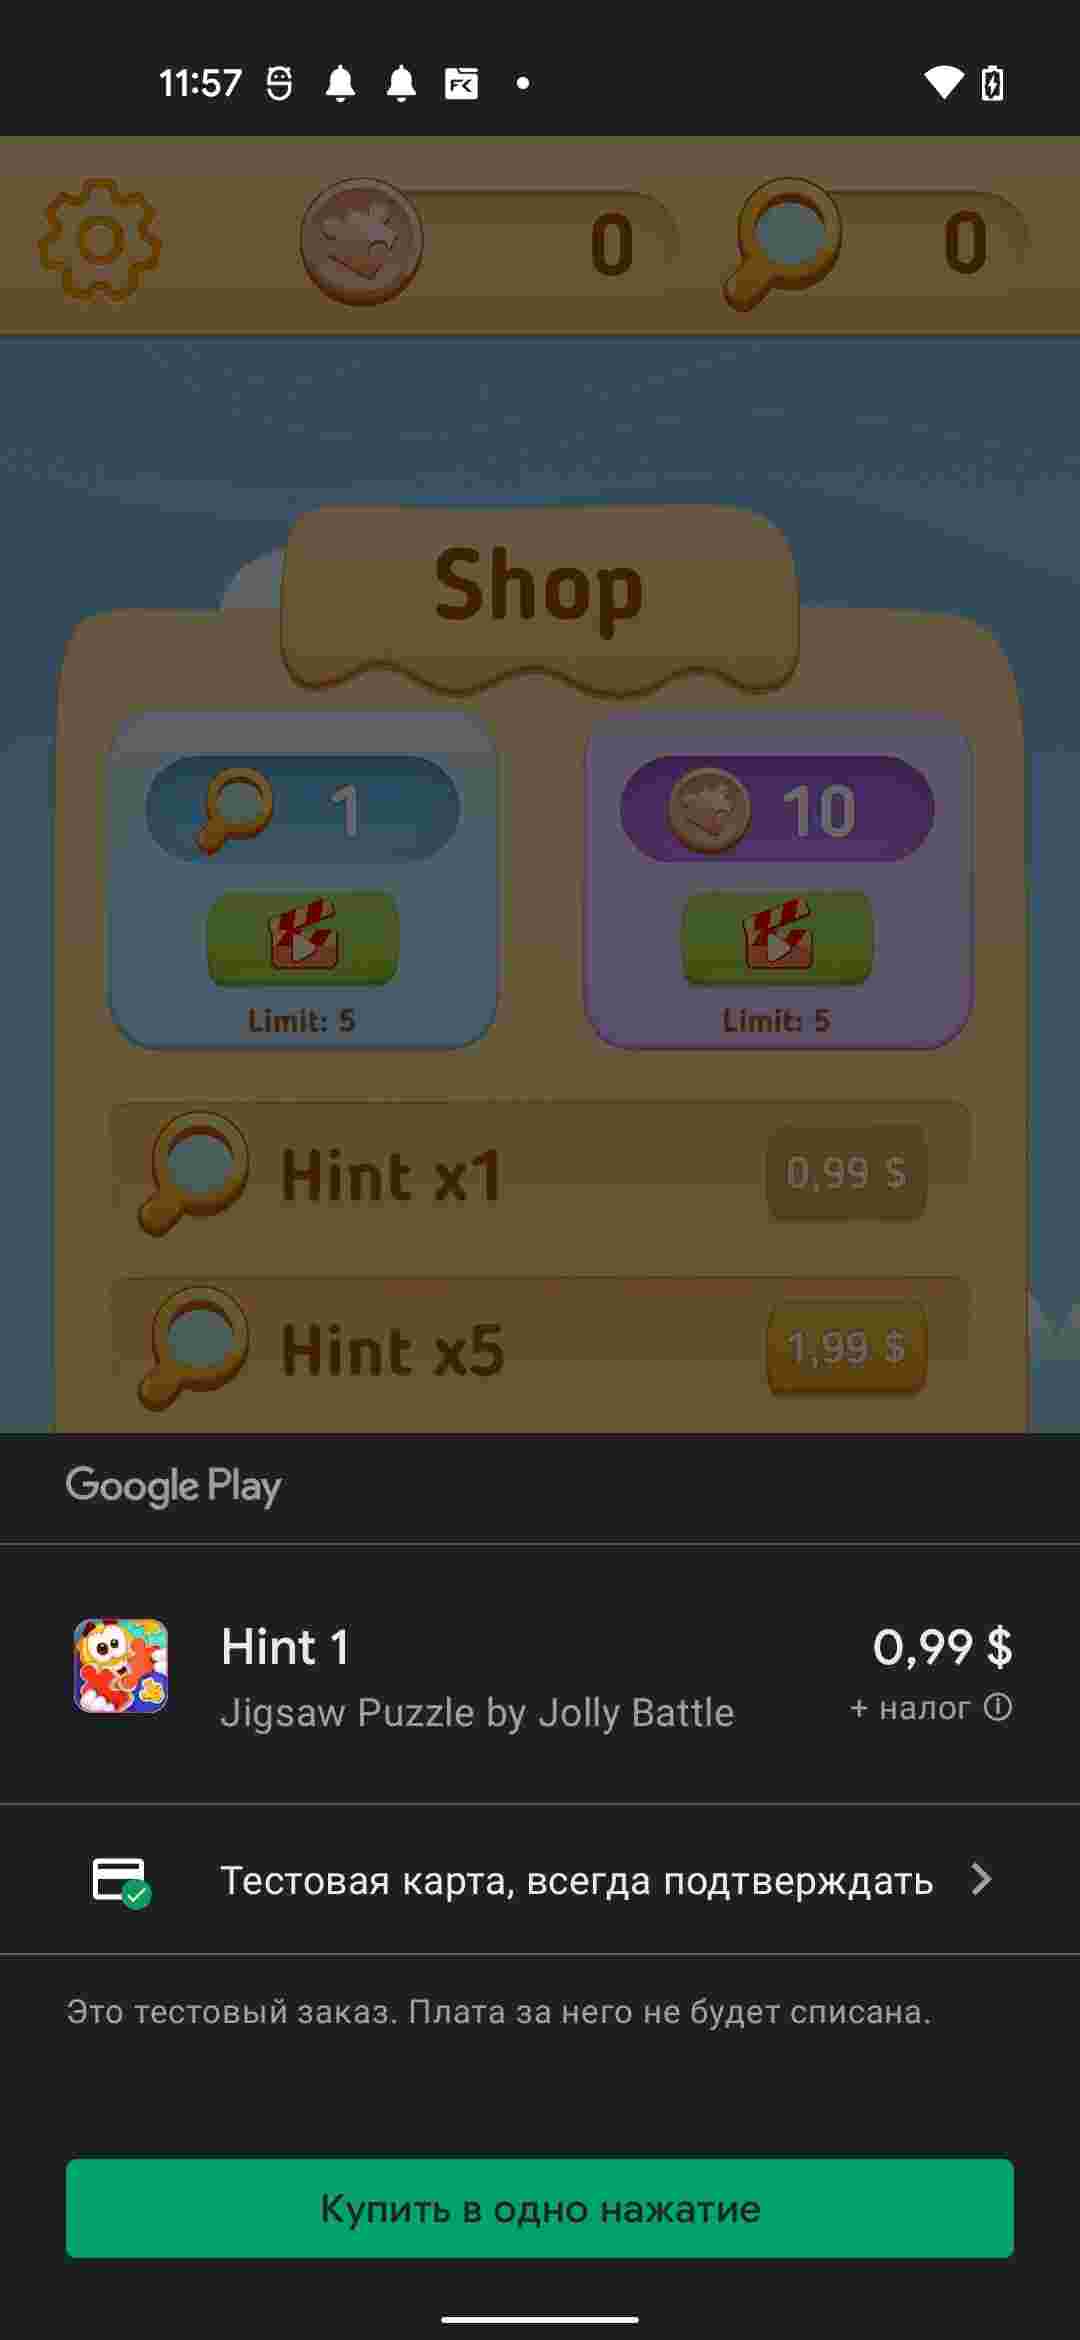 11:57
0 0
Shop
1 10
Limit: 5 Limit: 5
Hint x1 0,99 $
Hint x5 1,99 $
Google Play
Hint 1 0,99 $
Jigsaw Puzzle by Jolly Battle + налог
Тестовая карта, всегда подтверждать
Это тестовый заказ. Плата за него не будет списана.
Купить в одно нажатие